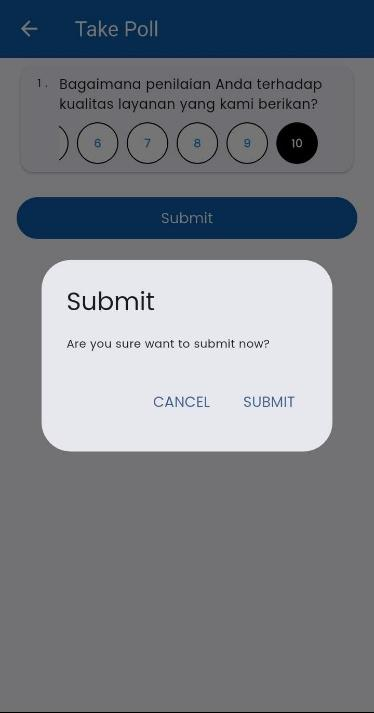 Take Poll
1. Bagaimana penilaian Anda terhadap
kualitas layanan yang kami berikan?
6 7 8 9 10
Submit
Submit
Are you sure want to submit now?
CANCEL SUBMIT